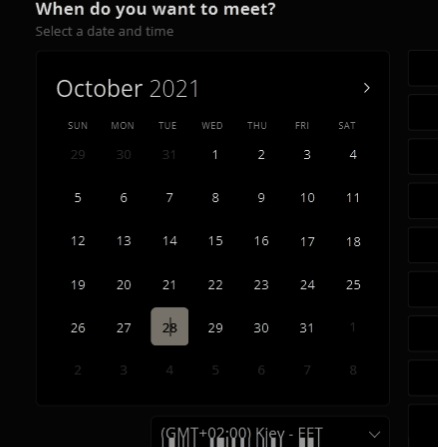 When do you want to meet?
Select a date and time
October 2021
SUN MON TUE WED THU FRI SAT
29 30 31 1 2 3 4
5 6 7 8 9 10 11
12 13 14 15 16 17 18
19 20 21 22 23 24 25
26 27 28 29 30 31 1
2 3 4 5 6 7 8
(GMT+02:00) Kiev - EET